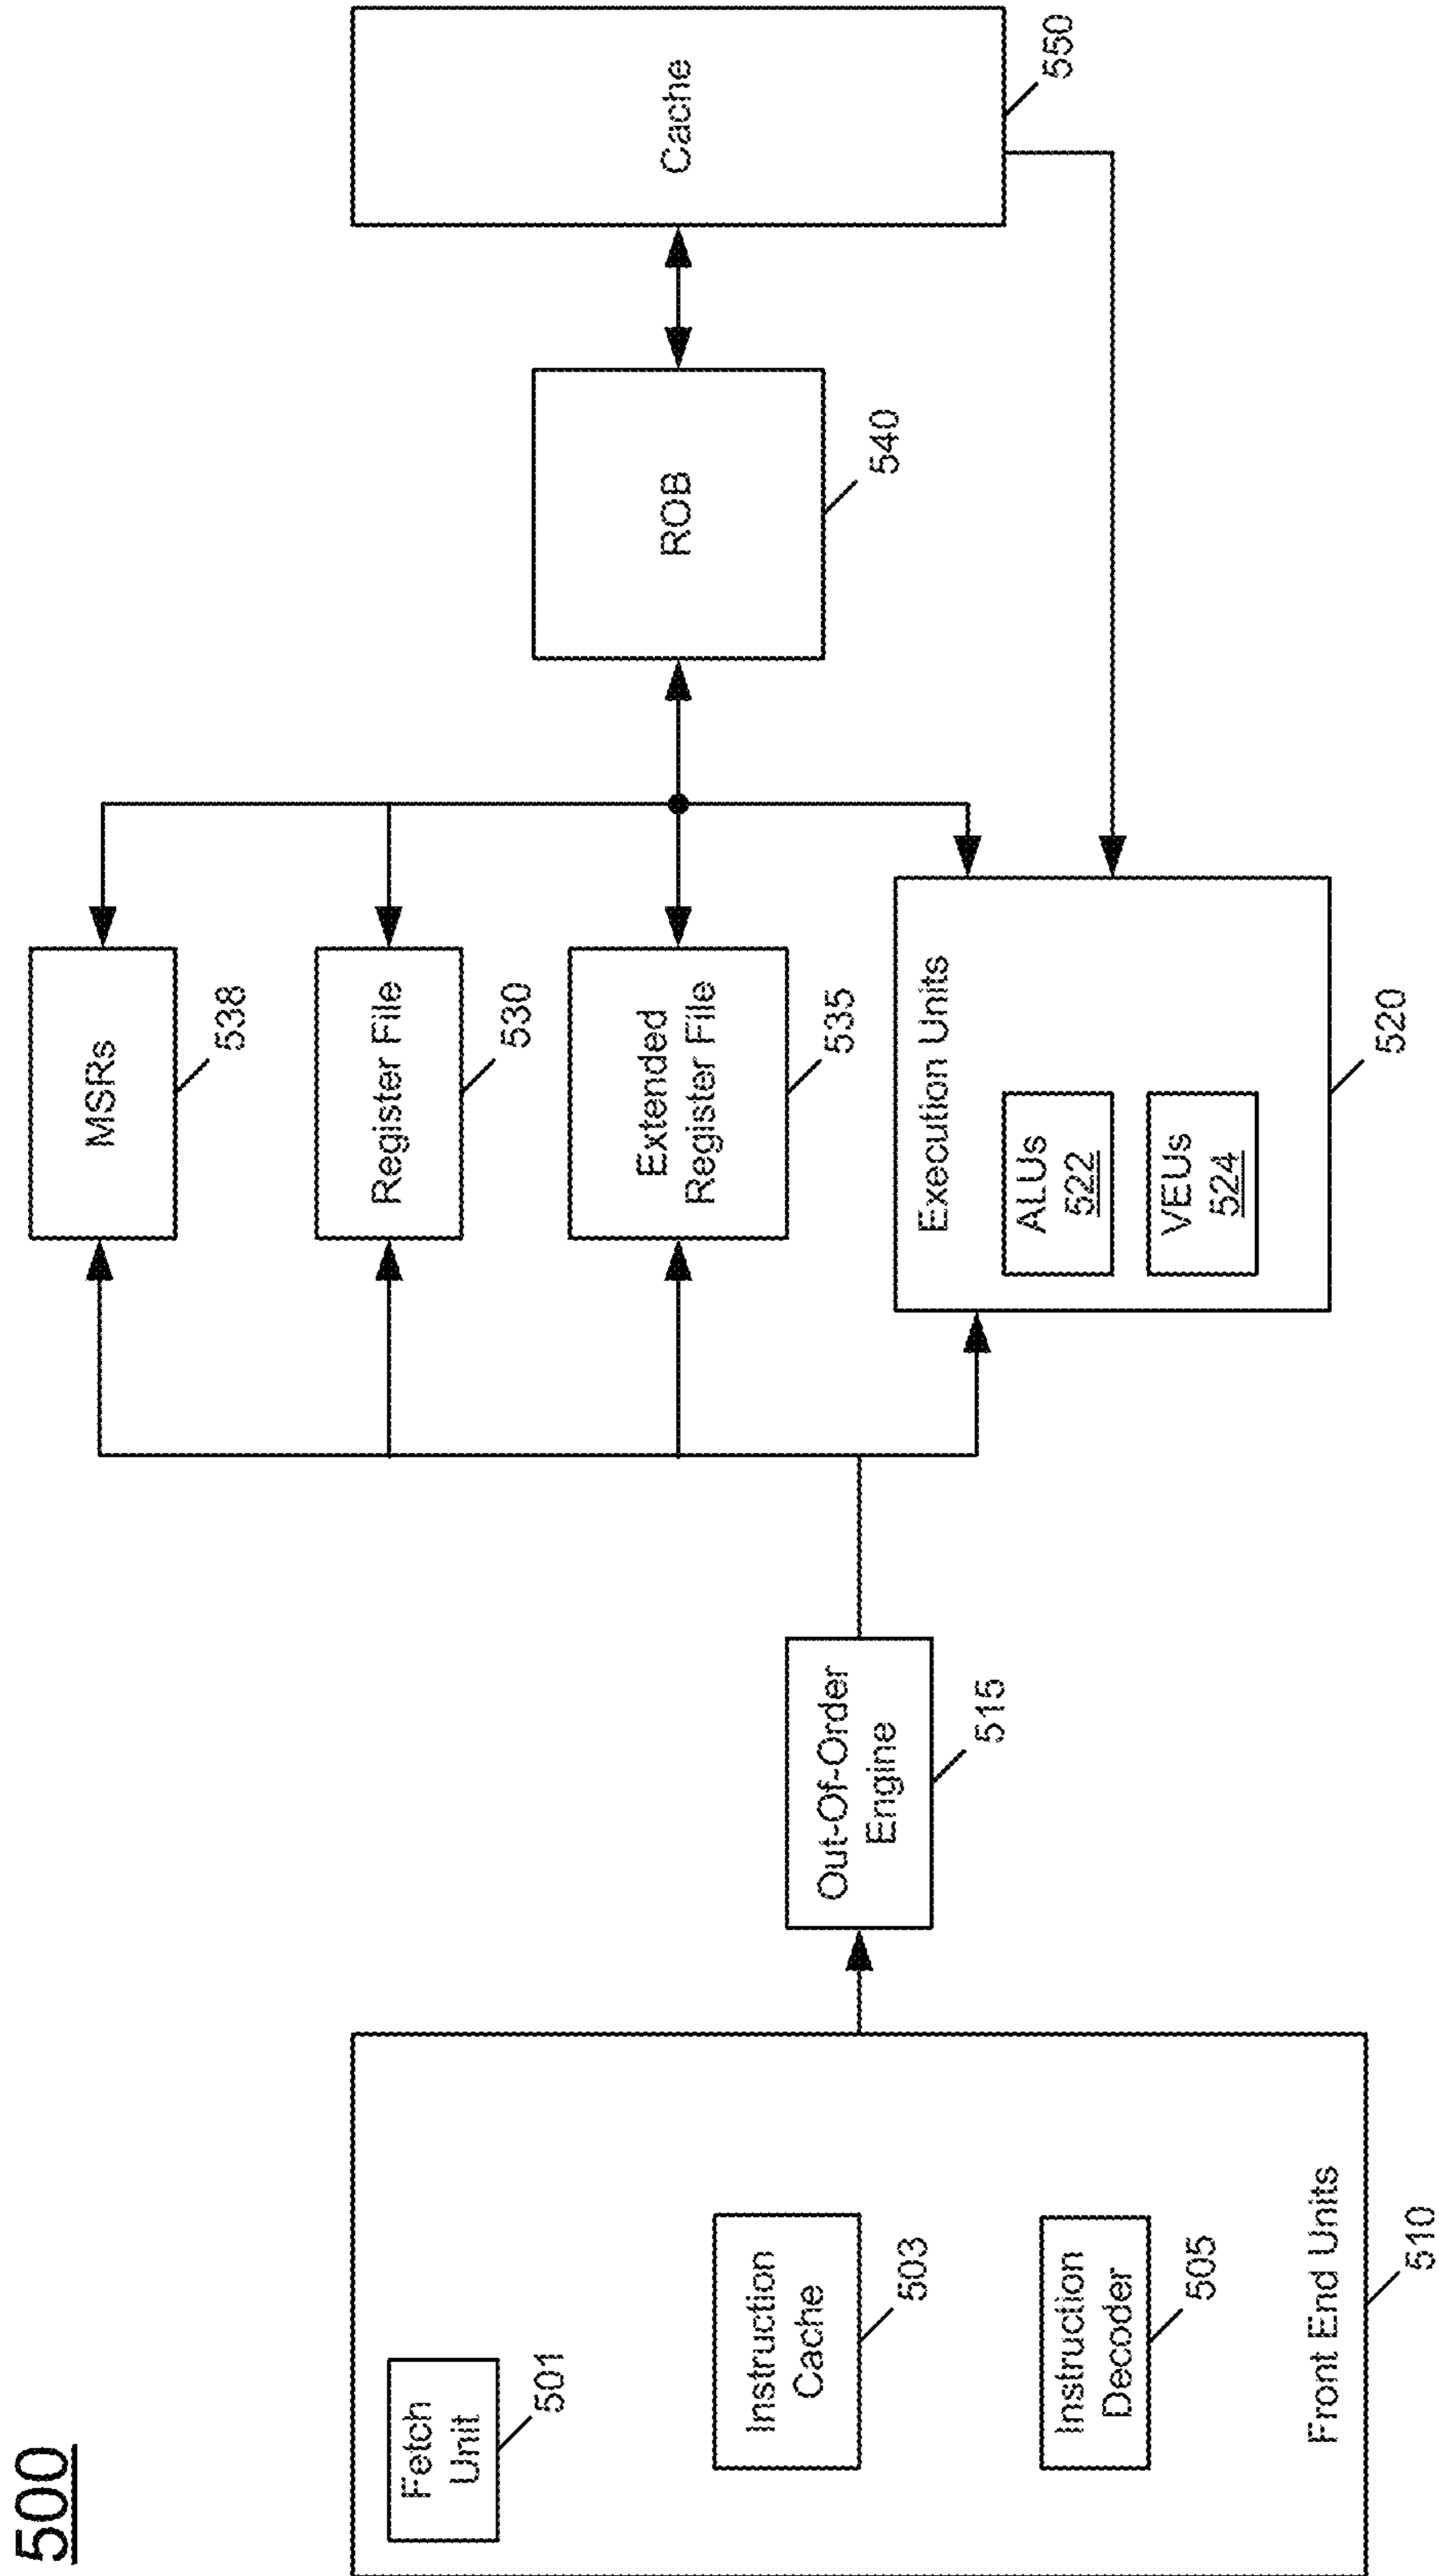 500
Fetch
Unit
501
Instruction
Cache
503
Instruction
Decoder
505
Front End Units
510
Out-Of-Order
Engine
515
MSRs
538
Register File
530
Extended
Register File
535
Execution Units
ALUs
522
VEUs
524
520
ROB
540
Cache
550